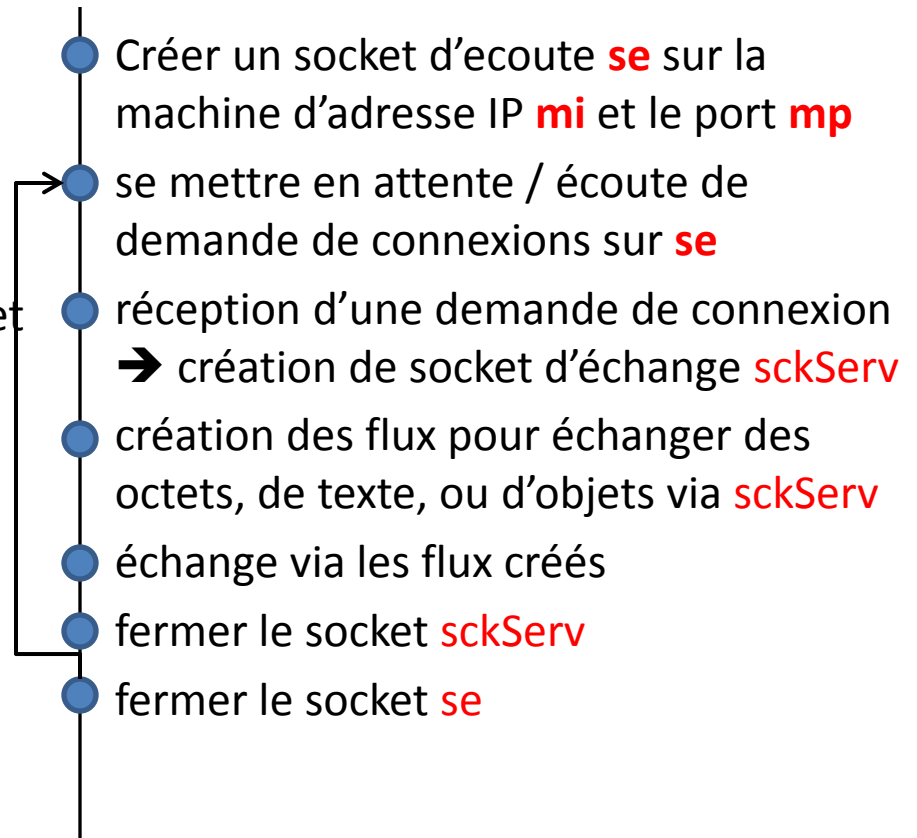 Créer un socket d’ecoute se sur la
machine d’adresse IP mi et le port mp
se mettre en attente / écoute de
demande de connexions sur se
et
réception d’une demande de connexion
➔ création de socket d’échange sckServ
création des flux pour échanger des
octets, de texte, ou d’objets via sckServ
échange via les flux créés
fermer le socket sckServ
fermer le socket se